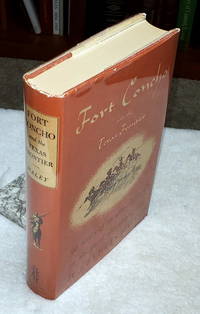 Fort Concho
and the
Texas Frontier
FORT
CONCHO
and the
TEXAS
FRONTIER
HALEY